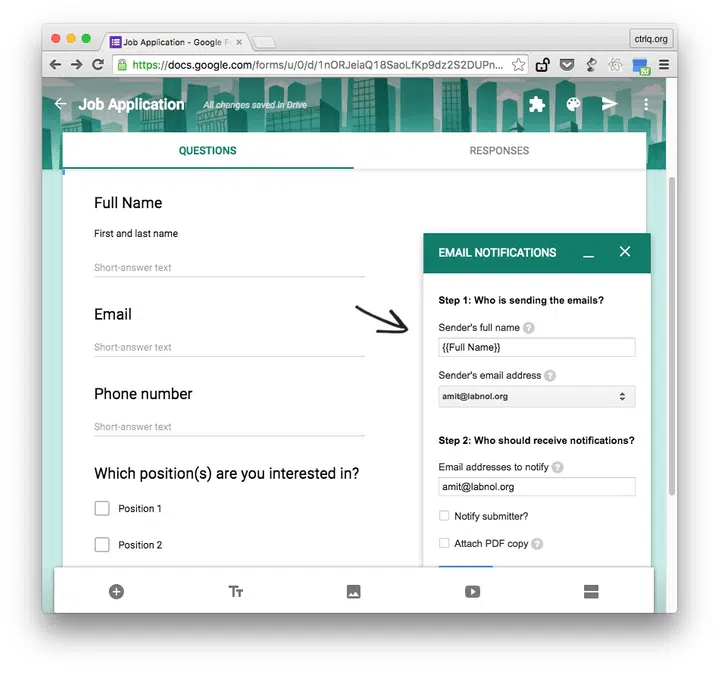 Job Application - Google F
ctrlq.org
https://docs.google.com/forms/u/0/d/1nORJeiaQ18SaoLfKp9dz2S2DUPn...
Job Application
All changes saved in Drive
QUESTIONS
RESPONSES
Full Name
First and last name
Short-answer text
Email
Short-answer text
Phone number
Short-answer text
Which position(s) are you interested in?
Position 1
Position 2
EMAIL NOTIFICATIONS
Step 1: Who is sending the emails?
Sender's full name ?
{{Full Name}}
Sender's email address ?
amit@labnol.org
Step 2: Who should receive notifications?
Email addresses to notify ?
amit@labnol.org
Notify submitter?
Attach PDF copy ?
Tт